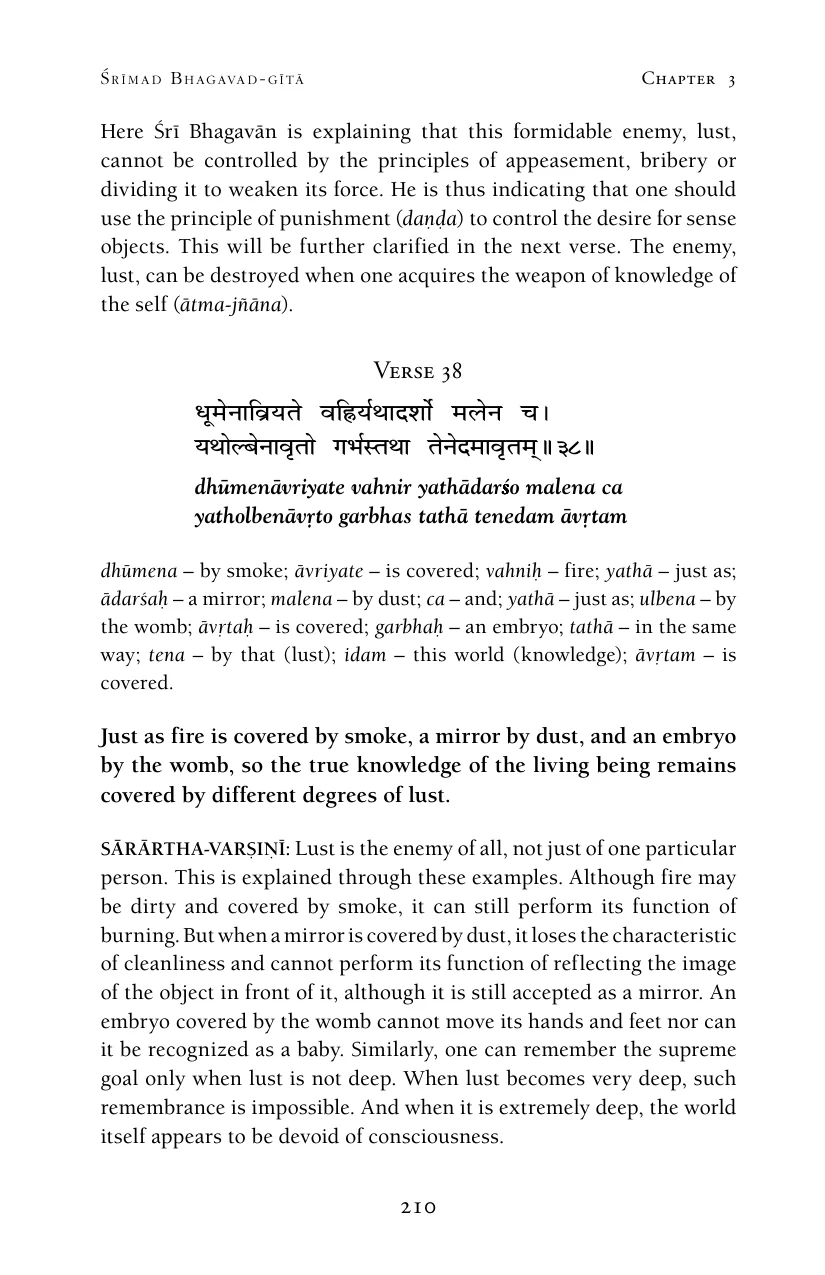 Śrīmad Bhagavad-gītā Chapter 3
Here Śrī Bhagavān is explaining that this formidable enemy, lust,
cannot be controlled by the principles of appeasement, bribery or
dividing it to weaken its force. He is thus indicating that one should
use the principle of punishment (daṇḍa) to control the desire for sense
objects. This will be further clarified in the next verse. The enemy,
lust, can be destroyed when one acquires the weapon of knowledge of
the self (ātma-jñāna).
Verse 38
धूमेनाव्रियते वह्निर्यथादर्शो मलेन च।
यथोल्बेनावृतो गर्भस्तथा तेनेदमावृतम्॥३८॥
dhūmenāvriyate vahnir yathādarśo malena ca
yatholbenāvṛto garbhas tathā tenedam āvṛtam
dhūmena – by smoke; āvriyate – is covered; vahniḥ – fire; yathā – just as;
ādarśaḥ – a mirror; malena – by dust; ca – and; yathā – just as; ulbena – by
the womb; āvṛtaḥ – is covered; garbhaḥ – an embryo; tathā – in the same
way; tena – by that (lust); idam – this world (knowledge); āvṛtam – is
covered.
Just as fire is covered by smoke, a mirror by dust, and an embryo
by the womb, so the true knowledge of the living being remains
covered by different degrees of lust.
SĀRĀRTHA-VARṢIṆĪ: Lust is the enemy of all, not just of one particular
person. This is explained through these examples. Although fire may
be dirty and covered by smoke, it can still perform its function of
burning. But when a mirror is covered by dust, it loses the characteristic
of cleanliness and cannot perform its function of reflecting the image
of the object in front of it, although it is still accepted as a mirror. An
embryo covered by the womb cannot move its hands and feet nor can
it be recognized as a baby. Similarly, one can remember the supreme
goal only when lust is not deep. When lust becomes very deep, such
remembrance is impossible. And when it is extremely deep, the world
itself appears to be devoid of consciousness.
210